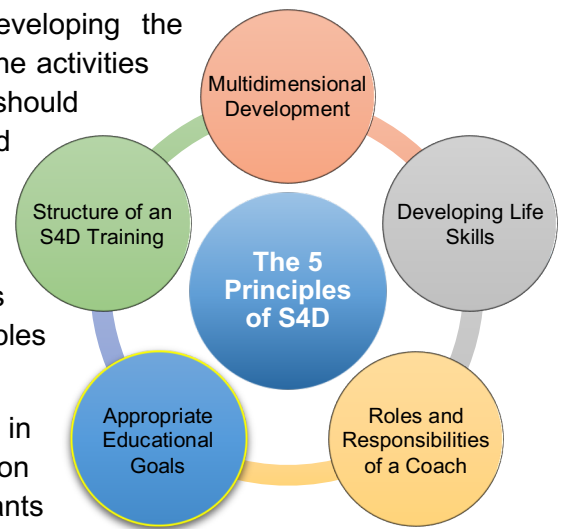 eveloping the
ne activities
should
d
s
oles
in
on
ants
Multidimensional
Development
Structure of an
S4D Training
Developing Life
Skills
The 5
Principles
of S4D
Appropriate
Educational
Goals
Roles and
Responsibilities
of a Coach